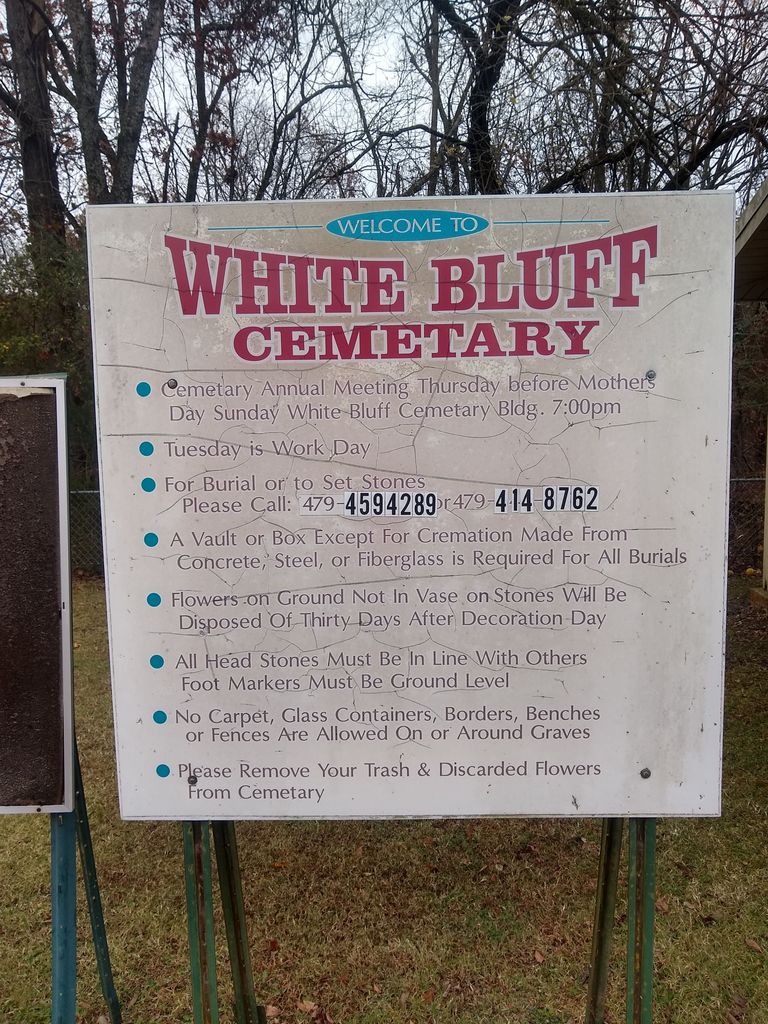 WELCOME TO
WHITE BLUFF
CEMETARY
Cemetary Annual Meeting Thursday before Mothers
Day Sunday White Bluff Cemetary Bldg. 7:00pm
Tuesday is Work Day
For Burial or to Set Stones
Please Call: 479-4594289 or 479-414-8762
A Vault or Box Except For Cremation Made From
Concrete, Steel, or Fiberglass is Required For All Burials
Flowers on Ground Not In Vase on Stones Will Be
Disposed Of Thirty Days After Decoration Day
All Head Stones Must Be In Line With Others
Foot Markers Must Be Ground Level
No Carpet, Glass Containers, Borders, Benches
or Fences Are Allowed On or Around Graves
Please Remove Your Trash & Discarded Flowers
From Cemetary